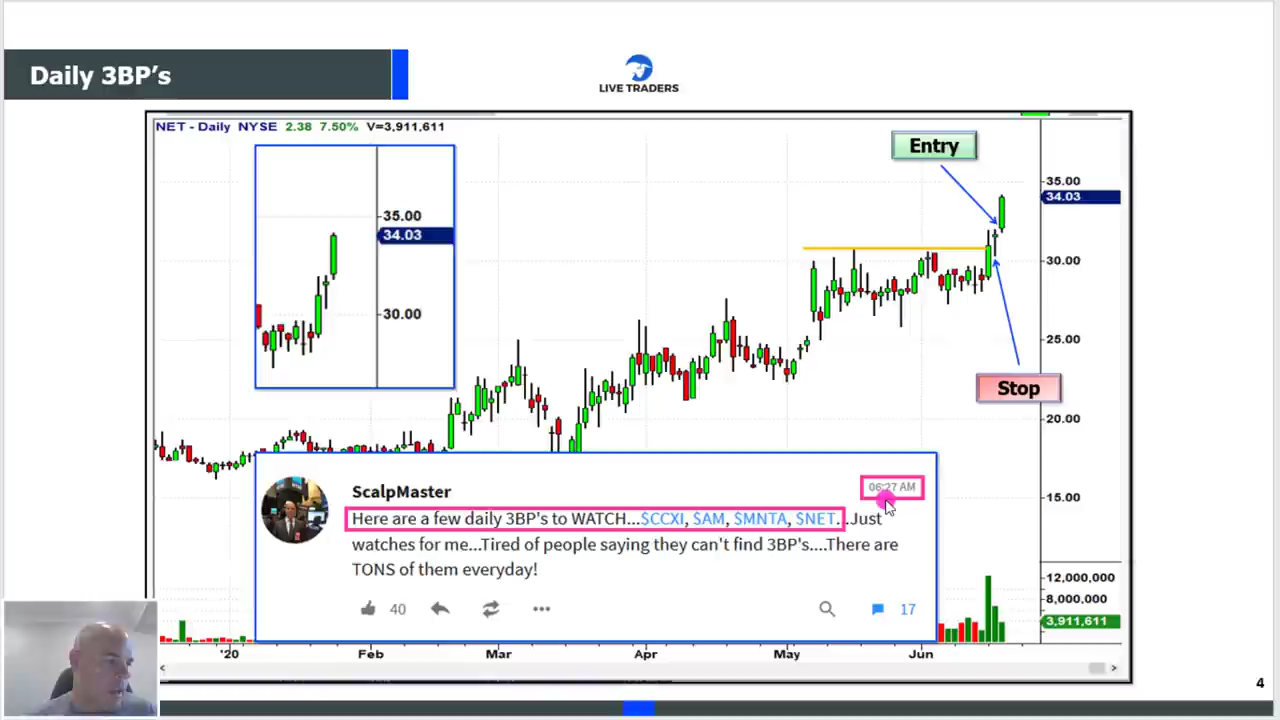 Daily 3BP's
LIVE TRADERS
NET - Daily NYSE 2.38 7.50% V=3,911,611
Entry
35.00
34.03
35.00
34.03
30.00
30.00
25.00
Stop
20.00
15.00
ScalpMaster
06:27 AM
Here are a few daily 3BP's to WATCH...$CCXI, $AM, $MNTA, $NET...Just
watches for me...Tired of people saying they can't find 3BP's....There are
TONS of them everyday!
40
17
12,000,000
8,000,000
3,911,611
'20 Feb Mar Apr May Jun
4